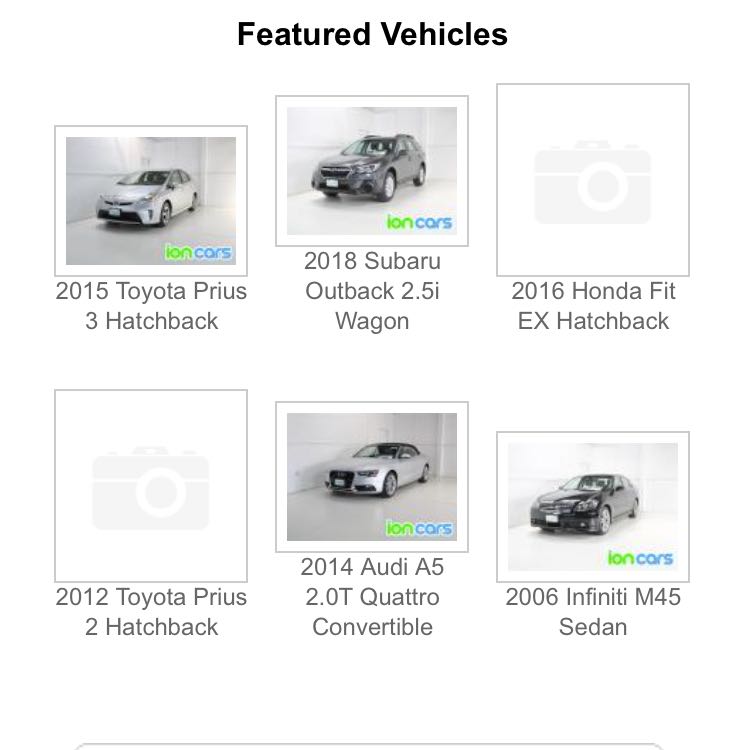 Featured Vehicles
ioncars
2015 Toyota Prius
3 Hatchback
ioncars
2018 Subaru
Outback 2.5i
Wagon
2016 Honda Fit
EX Hatchback
2012 Toyota Prius
2 Hatchback
ioncars
2014 Audi A5
2.0T Quattro
Convertible
ioncars
2006 Infiniti M45
Sedan